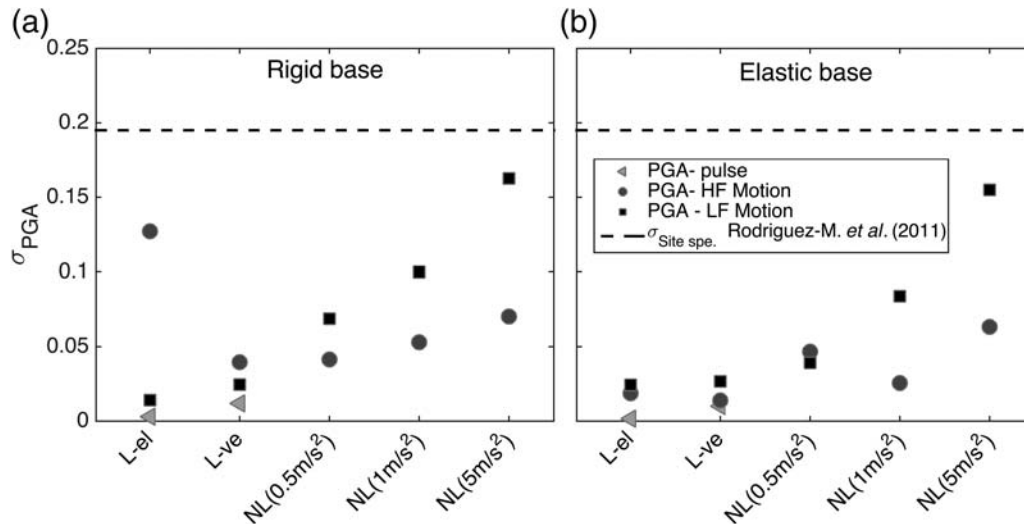 (a)
(b)
Rigid base
Elastic base
0.25
0.2
0.15
0.1
0.05
0
σPGA
PGA- pulse
PGA- HF Motion
PGA - LF Motion
σSite spe. Rodriguez-M. et al. (2011)
L-el
L-ve
NL(0.5m/s²)
NL(1m/s²)
NL(5m/s²)
L-el
L-ve
NL(0.5m/s²)
NL(1m/s²)
NL(5m/s²)